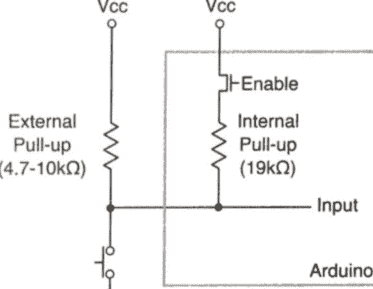 Vcc
Vcc
Enable
External
Pull-up
(4.7-10kΩ)
Internal
Pull-up
(19kΩ)
Input
Arduino